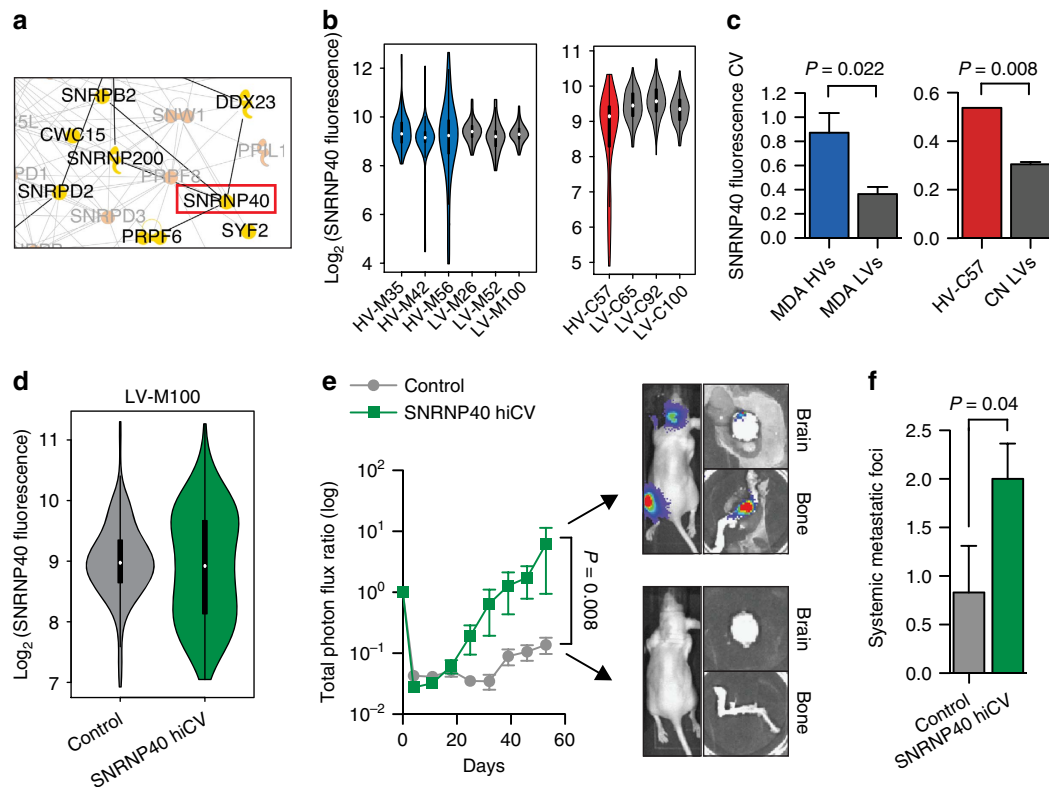 a
SNRPB2
DDX23
SNW1
CWC15
SNRNP200
PPIL1
PRPF8
SNRPD2
SNRNP40
SNRPD3
PRPF6
SYF2
b
Log2 (SNRNP40 fluorescence)
12
10
8
6
4
HV-M35
HV-M42
HV-M56
LV-M26
LV-M52
LV-M100
11
10
9
8
7
6
5
HV-C57
LV-C65
LV-C92
LV-C100
c
SNRNP40 fluorescence CV
P = 0.022
1.2
1.0
0.8
0.6
0.4
0.2
0.0
MDA HVs
MDA LVs
P = 0.008
0.6
0.4
0.2
0.0
HV-C57
CN LVs
d
LV-M100
Log2 (SNRNP40 fluorescence)
11
10
9
8
7
Control
SNRNP40 hiCV
e
Control
SNRNP40 hiCV
Total photon flux ratio (log)
10^2
10^1
10^0
10^-1
10^-2
0
20
40
60
Days
P = 0.008
Brain
Bone
Brain
Bone
f
P = 0.04
Systemic metastatic foci
2.5
2.0
1.5
1.0
0.5
0.0
Control
SNRNP40 hiCV